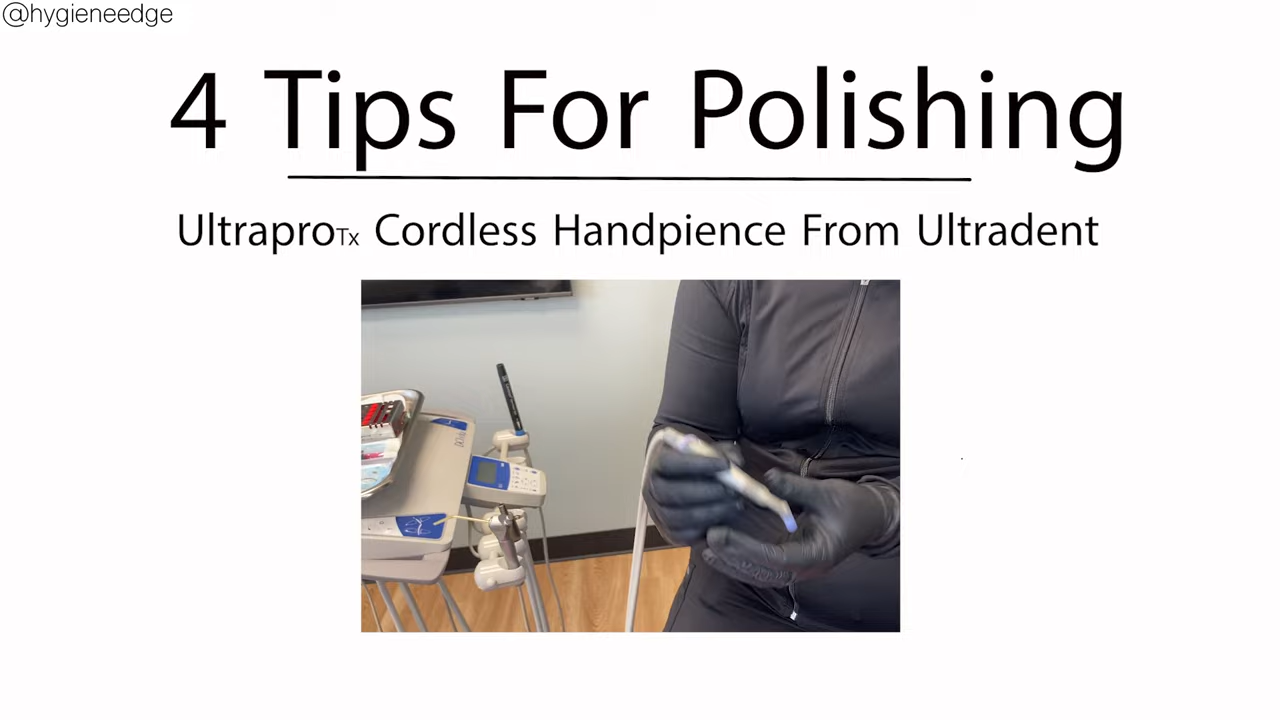 @hygieneedge
4 Tips For Polishing
UltraproTx Cordless Handpience From Ultradent